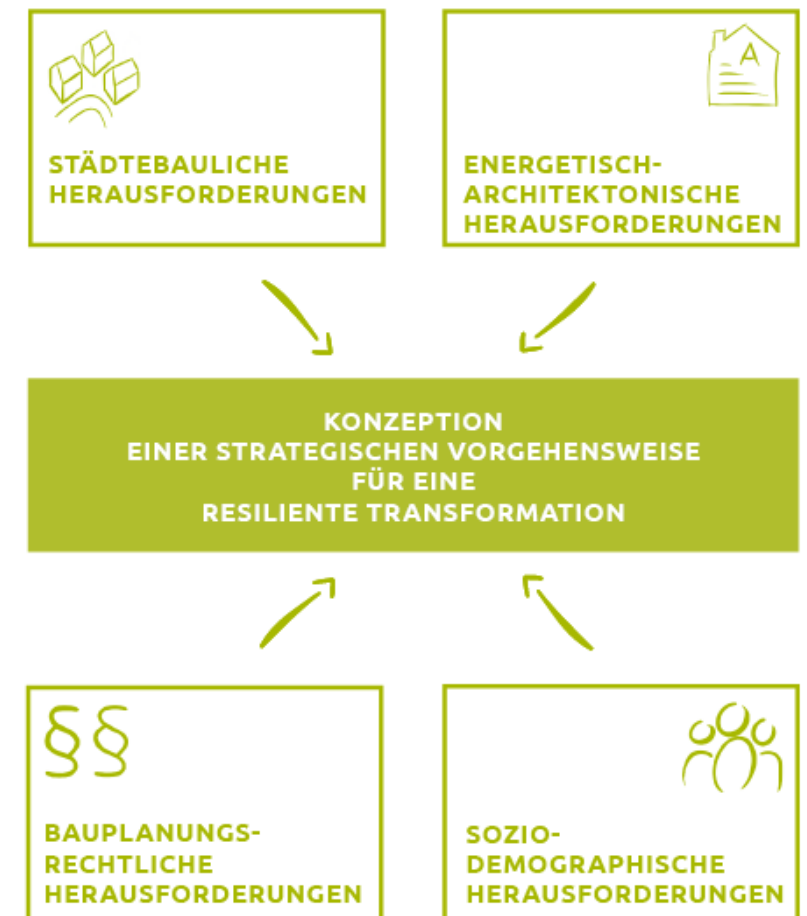 STÄDTEBAULICHE
HERAUSFORDERUNGEN
A
ENERGETISCH-
ARCHITEKTONISCHE
HERAUSFORDERUNGEN
KONZEPTION
EINER STRATEGISCHEN VORGEHENSWEISE
FÜR EINE
RESILIENTE TRANSFORMATION
§§
BAUPLANUNGS-
RECHTLICHE
HERAUSFORDERUNGEN
SOZIO-
DEMOGRAPHISCHE
HERAUSFORDERUNGEN